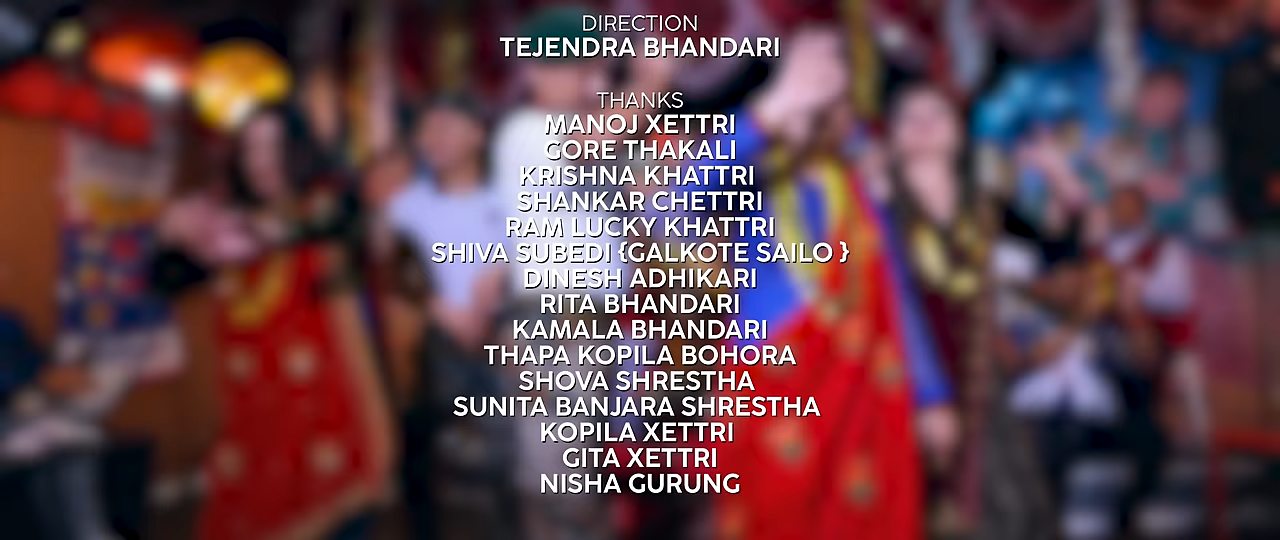 DIRECTION
TEJENDRA BHANDARI
THANKS
MANOJ XETTRI
GORE THAKALI
KRISHNA KHATTRI
SHANKAR CHETTRI
RAM LUCKY KHATTRI
SHIVA SUBEDI {GALKOTE SAILO }
DINESH ADHIKARI
RITA BHANDARI
KAMALA BHANDARI
THAPA KOPILA BOHORA
SHOVA SHRESTHA
SUNITA BANJARA SHRESTHA
KOPILA XETTRI
GITA XETTRI
NISHA GURUNG